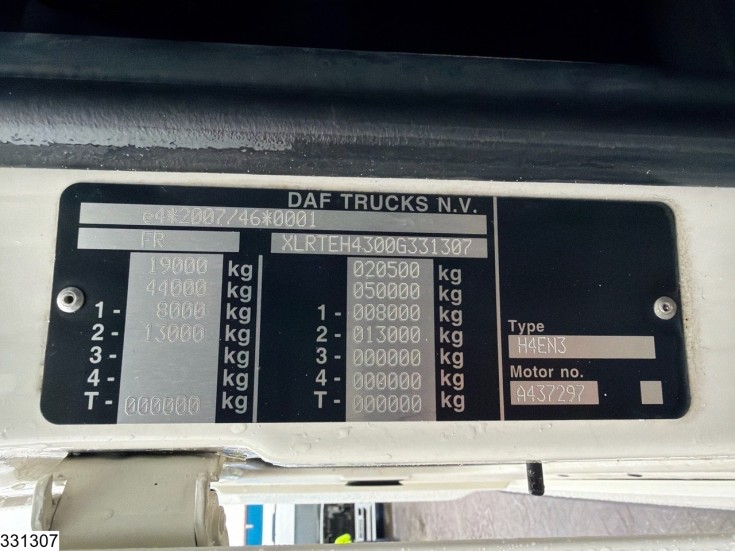 DAF TRUCKS N.V.
e4*2007/46*0001
FR XLRTEH4300G331307
19000 kg 020500 kg
44000 kg 050000 kg
1- 8000 kg 1- 008000 kg
2- 13000 kg 2- 013000 kg
3- kg 3- 000000 kg
4- kg 4- 000000 kg
T- 000000 kg T- 000000 kg
Type
H4EN3
Motor no.
A437297
331307